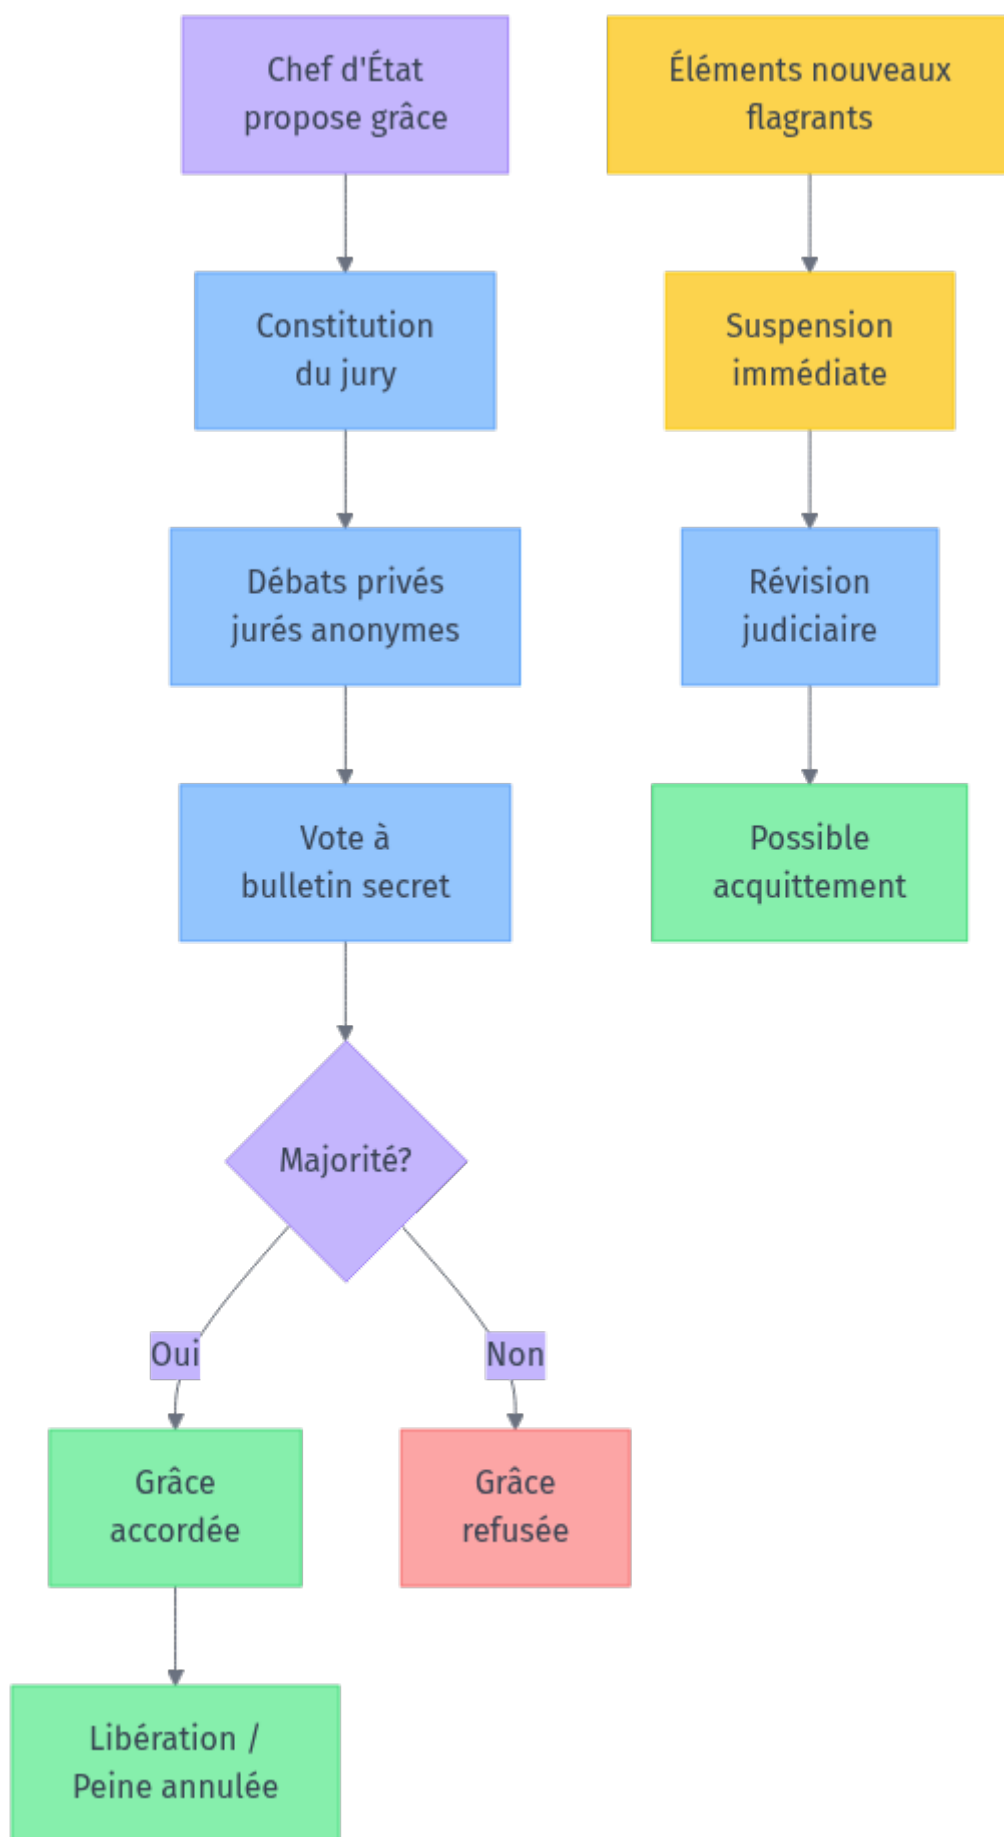 Chef d'État
propose grâce
Éléments nouveaux
flagrants
Constitution
du jury
Suspension
immédiate
Débats privés
jurés anonymes
Révision
judiciaire
Vote à
bulletin secret
Possible
acquittement
Majorité?
Oui
Non
Grâce
accordée
Grâce
refusée
Libération /
Peine annulée